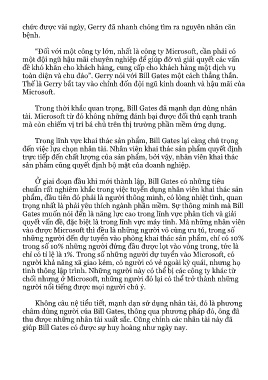 chức được vài ngày, Gerry đã nhanh chóng tìm ra nguyên nhân căn
bệnh.
"Đối với một công ty lớn, nhất là công ty Microsoft, cần phải có
một đội ngũ hậu mãi chuyên nghiệp để giúp đỡ và giải quyết các vấn
đề khó khăn cho khách hàng, cung cấp cho khách hàng một dịch vụ
toàn diện và chu đáo". Gerry nói với Bill Gates một cách thẳng thắn.
Thế là Gerry bắt tay vào chỉnh đốn đội ngũ kinh doanh và hậu mãi của
Microsoft.
Trong thời khắc quan trọng, Bill Gates đã mạnh dạn dùng nhân
tài. Microsoft từ đó không những đánh bại được đối thủ cạnh tranh
mà còn chiếm vị trí bá chủ trên thị trường phần mềm ứng dụng.
Trong lĩnh vực khai thác sản phẩm, Bill Gates lại càng chú trọng
đến việc lựa chọn nhân tài. Nhân viên khai thác sản phẩm quyết định
trực tiếp đến chất lượng của sản phẩm, bởi vậy, nhân viên khai thác
sản phẩm cũng quyết định bộ mặt của doanh nghiệp.
Ở giai đoạn đầu khi mới thành lập, Bill Gates có những tiêu
chuẩn rất nghiêm khắc trong việc tuyển dụng nhân viên khai thác sản
phẩm, đầu tiên đó phải là người thông minh, có lòng nhiệt tình, quan
trọng nhất là phải yêu thích ngành phần mềm. Sự thông minh mà Bill
Gates muốn nói đến là năng lực cao trong lĩnh vực phân tích và giải
quyết vấn đề, đặc biệt là trong lĩnh vực máy tính. Mà những nhân viên
vào được Microsoft thì đều là những người vô cùng ưu tú, trong số
những người đến dự tuyển vào phòng khai thác sản phẩm, chỉ có 10%
trong số 10% những người đứng đầu được lọt vào vòng trong, tức là
chỉ có tỉ lệ là 1%. Trong số những người dự tuyển vào Microsoft, có
người khả năng xã giao kém, có người có vẻ ngoài kỳ quái, nhưng họ
tinh thông lập trình. Những người này có thể bị các công ty khác từ
chối nhưng ở Microsoft, những người đó lại có thể trở thành những
người nổi tiếng được mọi người chú ý.
Không câu nệ tiểu tiết, mạnh dạn sử dụng nhân tài, đó là phương
châm dùng người của Bill Gates, thông qua phương pháp đó, ông đã
thu được những nhân tài xuất sắc. Cũng chính các nhân tài này đã
giúp Bill Gates có được sự huy hoàng như ngày nay.